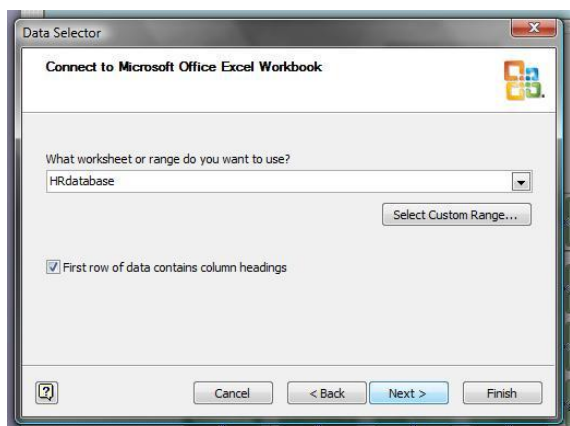 Data Selector
Connect to Microsoft Office Excel Workbook
What worksheet or range do you want to use?
HRdatabase
Select Custom Range...
First row of data contains column headings
Cancel
< Back
Next >
Finish